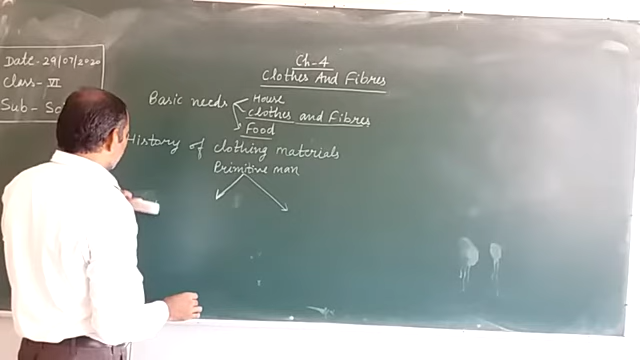 Date - 29/07/2020
Class - VI
Sub - Sc
Ch-4
Clothes And Fibres
Basic needs
House
Clothes and Fibres
Food
History of clothing materials
Primitive man